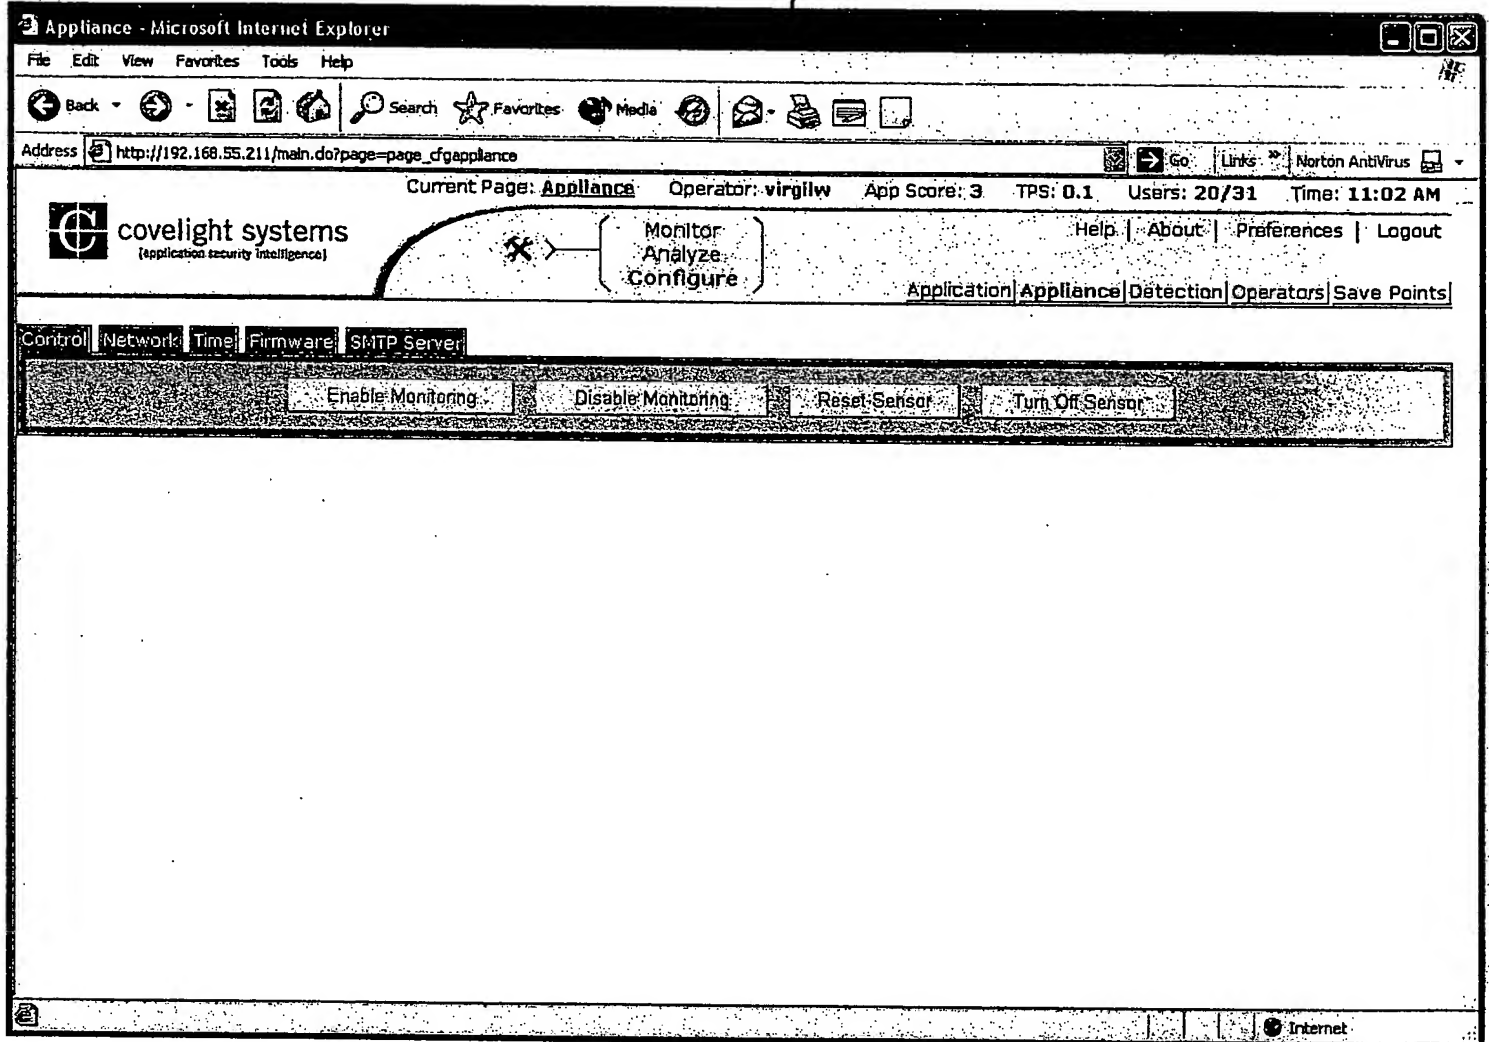 Appliance - Microsoft Internet Explorer
File Edit View Favorites Tools Help
Back Search Favorites Media
Address http://192.168.55.211/main.do?page=page_cfgappliance Go Links » Norton AntiVirus
Current Page: Appliance Operator: virgilw App Score: 3 TPS: 0.1 Users: 20/31 Time: 11:02 AM
covelight systems
[application security intelligence]
Monitor
Analyze
Configure
Help | About | Preferences | Logout
Application| Appliance| Detection| Operators| Save Points|
Control Network Time Firmware SMTP Server
Enable Monitoring Disable Monitoring Reset Sensor Turn Off Sensor
Internet